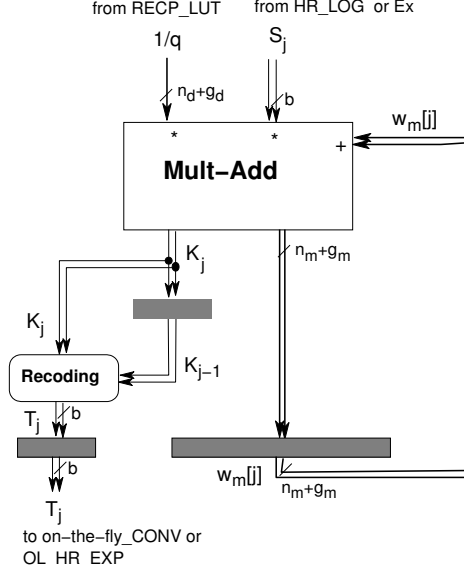 from RECP_LUT from HR_LOG or Ex
1/q S_j
n_d+g_d b
w_m[j]
* * +
Mult−Add
K_j n_m+g_m
K_j
K_{j−1}
Recoding
T_j b
b w_m[j] n_m+g_m
T_j
to on−the−fly_CONV or
OL_HR_EXP